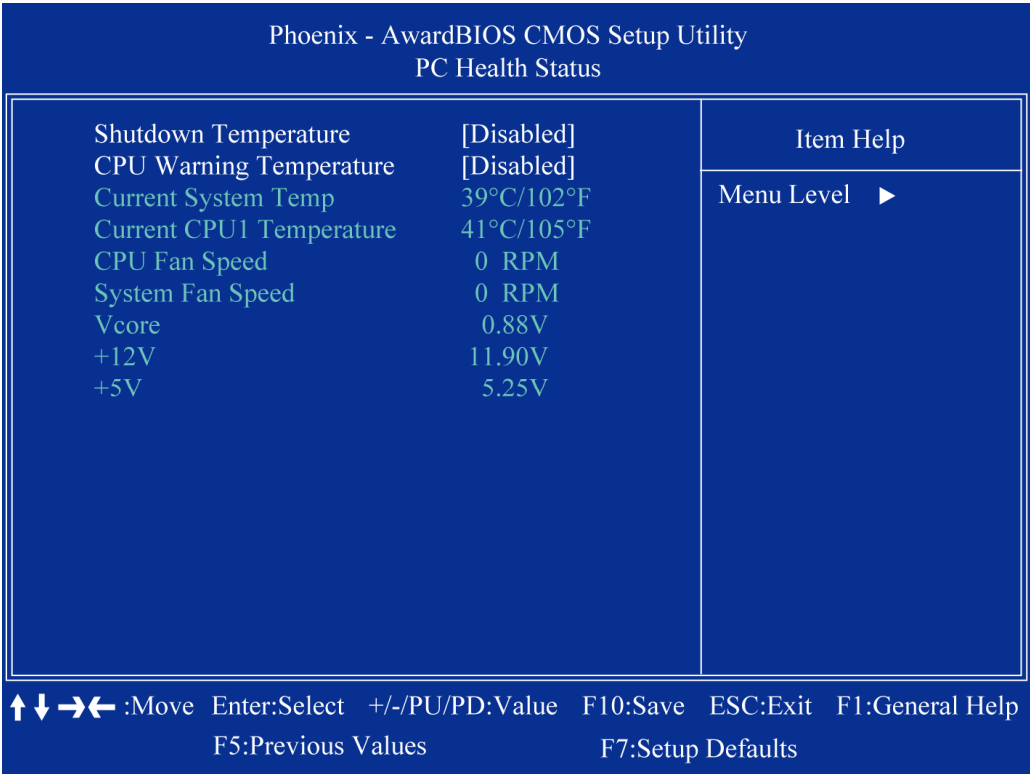 Phoenix - AwardBIOS CMOS Setup Utility
PC Health Status
Shutdown Temperature [Disabled]
CPU Warning Temperature [Disabled]
Current System Temp 39°C/102°F
Current CPU1 Temperature 41°C/105°F
CPU Fan Speed 0 RPM
System Fan Speed 0 RPM
Vcore 0.88V
+12V 11.90V
+5V 5.25V
Item Help
Menu Level ▶
↑ ↓ → ← :Move Enter:Select +/-/PU/PD:Value F10:Save ESC:Exit F1:General Help
F5:Previous Values F7:Setup Defaults